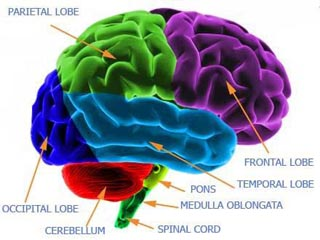 PARIETAL LOBE
FRONTAL LOBE
TEMPORAL LOBE
PONS
MEDULLA OBLONGATA
OCCIPITAL LOBE
SPINAL CORD
CEREBELLUM